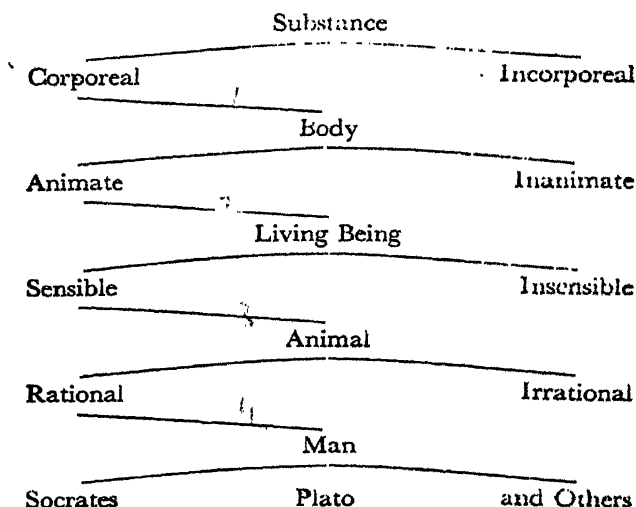 Substance
Corporeal Incorporeal
Body
Animate Inanimate
Living Being
Sensible Insensible
Animal
Rational Irrational
Man
Socrates Plato and Others